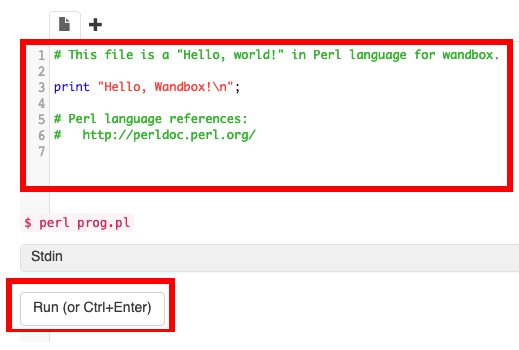 1 # This file is a "Hello, world!" in Perl language for wandbox.
2
3 print "Hello, Wandbox!\n";
4
5 # Perl language references:
6 #   http://perldoc.perl.org/
7
$ perl prog.pl
Stdin
Run (or Ctrl+Enter)